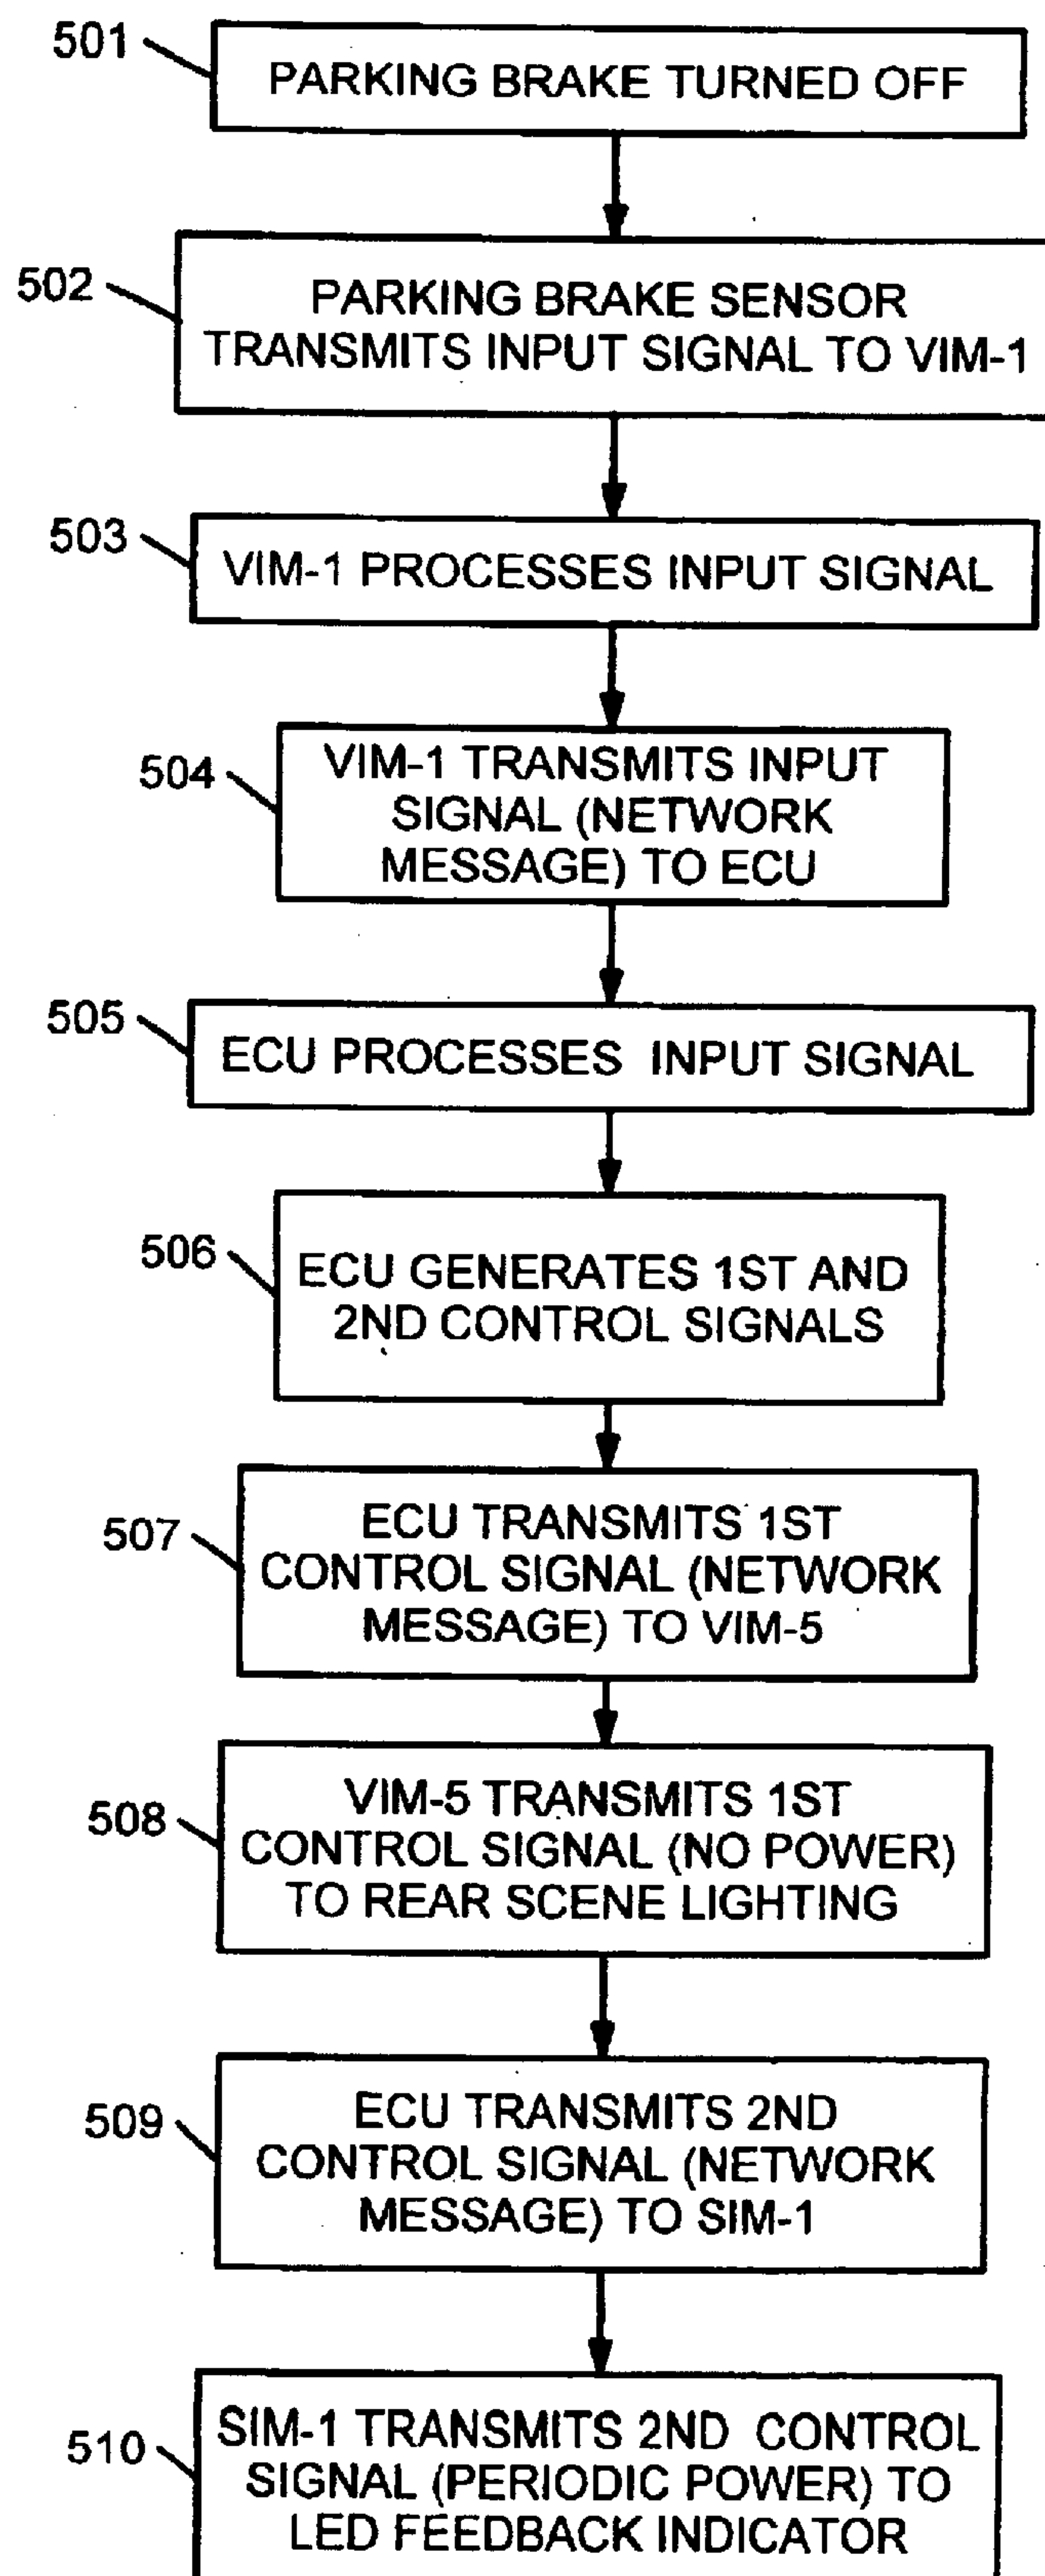 501
PARKING BRAKE TURNED OFF
502
PARKING BRAKE SENSOR
TRANSMITS INPUT SIGNAL TO VIM-1
503
VIM-1 PROCESSES INPUT SIGNAL
504
VIM-1 TRANSMITS INPUT
SIGNAL (NETWORK
MESSAGE) TO ECU
505
ECU PROCESSES INPUT SIGNAL
506
ECU GENERATES 1ST AND
2ND CONTROL SIGNALS
507
ECU TRANSMITS 1ST
CONTROL SIGNAL (NETWORK
MESSAGE) TO VIM-5
508
VIM-5 TRANSMITS 1ST
CONTROL SIGNAL (NO POWER)
TO REAR SCENE LIGHTING
509
ECU TRANSMITS 2ND
CONTROL SIGNAL (NETWORK
MESSAGE) TO SIM-1
510
SIM-1 TRANSMITS 2ND CONTROL
SIGNAL (PERIODIC POWER) TO
LED FEEDBACK INDICATOR